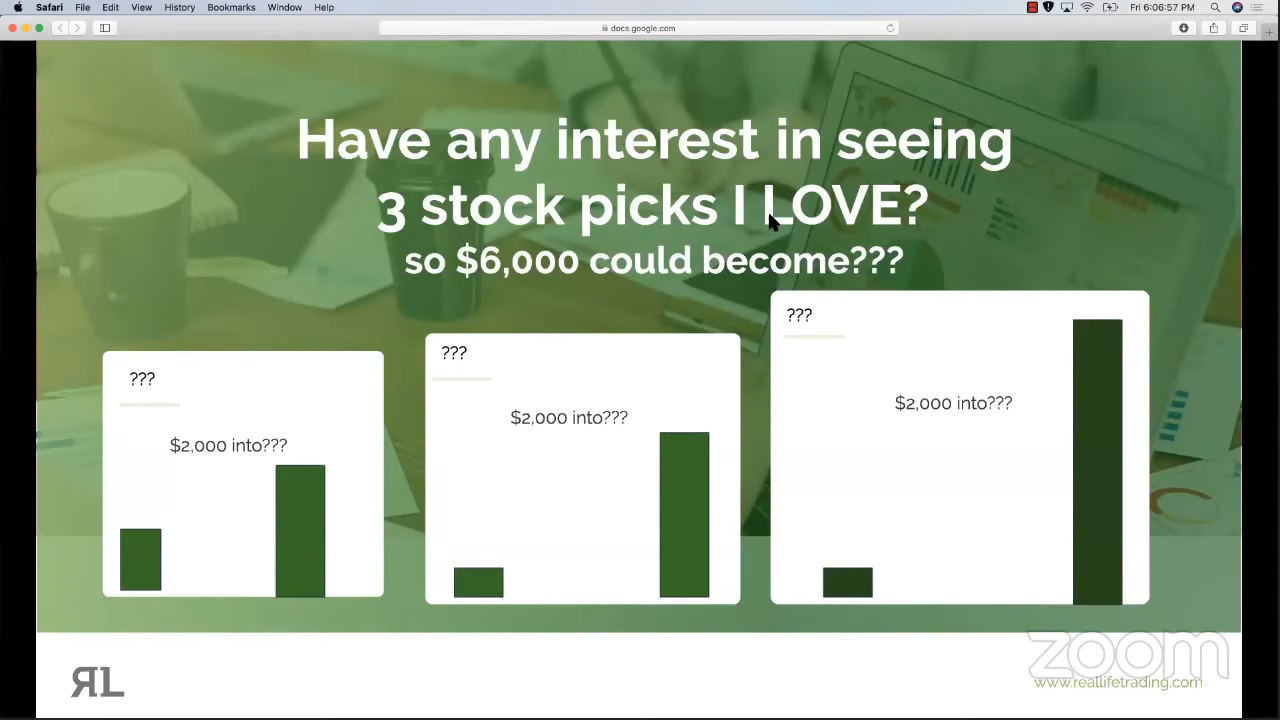 Safari File Edit View History Bookmarks Window Help Fri 6:06:57 PM
docs.google.com
Have any interest in seeing
3 stock picks I LOVE?
so $6,000 could become???
???
$2,000 into???
???
$2,000 into???
???
$2,000 into???
RL
zoom
www.reallifetrading.com